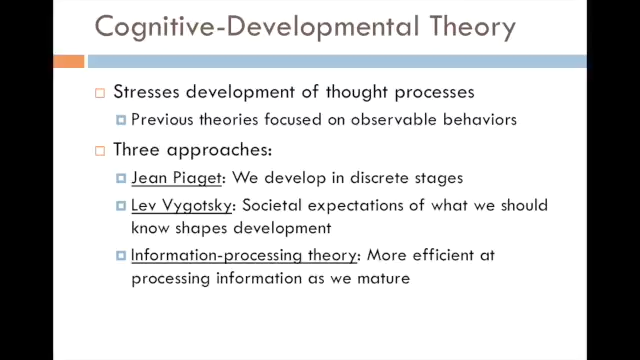 Cognitive-Developmental Theory
Stresses development of thought processes
Previous theories focused on observable behaviors
Three approaches:
Jean Piaget: We develop in discrete stages
Lev Vygotsky: Societal expectations of what we should
know shapes development
Information-processing theory: More efficient at
processing information as we mature